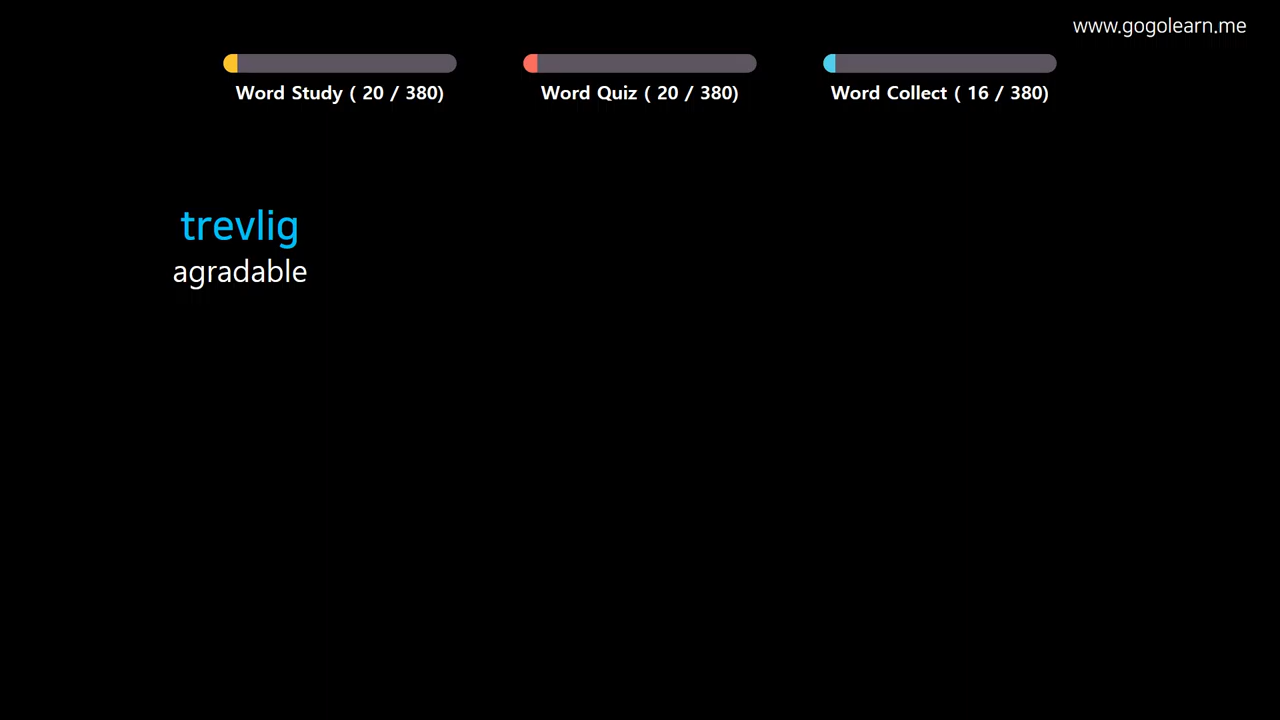 www.gogolearn.me
Word Study ( 20 / 380)
Word Quiz ( 20 / 380)
Word Collect ( 16 / 380)
trevlig
agradable